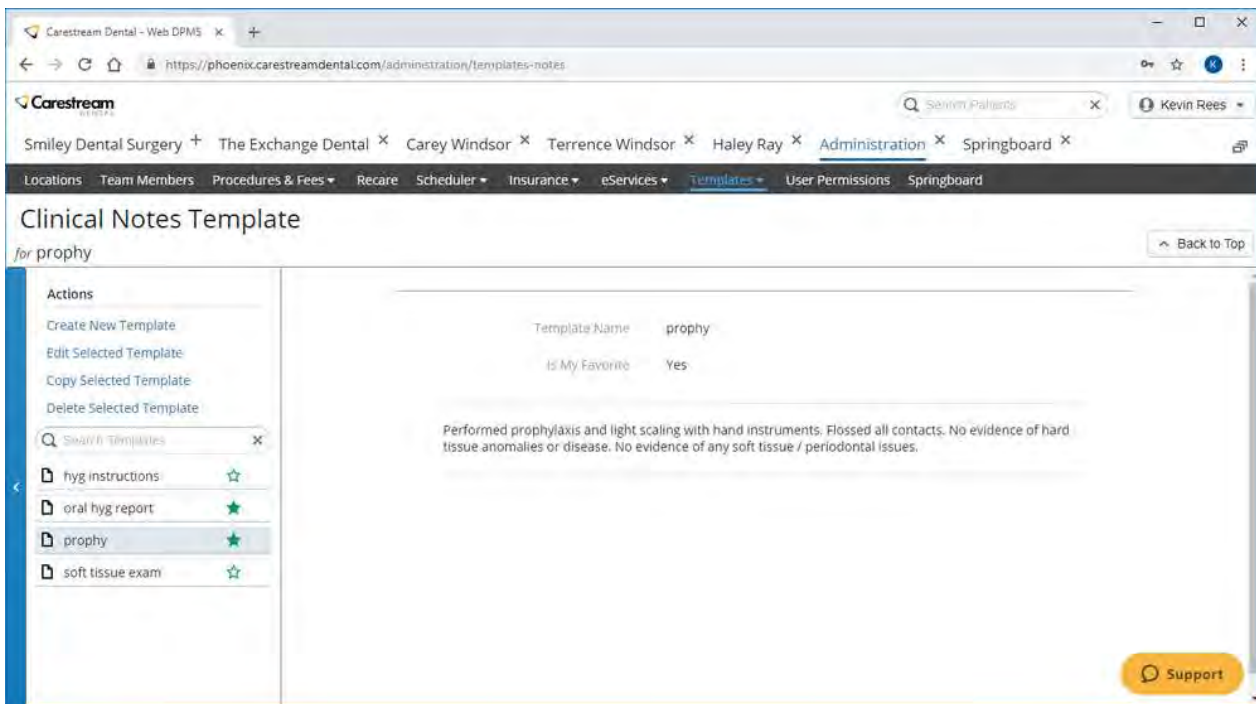 Carestream Dental - Web DPMS × +
https://phoenix.carestreamdental.com/administration/templates-notes K
Carestream
DENTAL
Search Patients × Kevin Rees
Smiley Dental Surgery + The Exchange Dental × Carey Windsor × Terrence Windsor × Haley Ray × Administration × Springboard ×
Locations Team Members Procedures & Fees Recare Scheduler Insurance eServices Templates User Permissions Springboard
Clinical Notes Template
for prophy
Back to Top
Actions
Create New Template
Edit Selected Template
Copy Selected Template
Delete Selected Template
Search Templates ×
hyg instructions
oral hyg report
prophy
soft tissue exam
Template Name prophy
Is My Favorite Yes
Performed prophylaxis and light scaling with hand instruments. Flossed all contacts. No evidence of hard
tissue anomalies or disease. No evidence of any soft tissue / periodontal issues.
Support